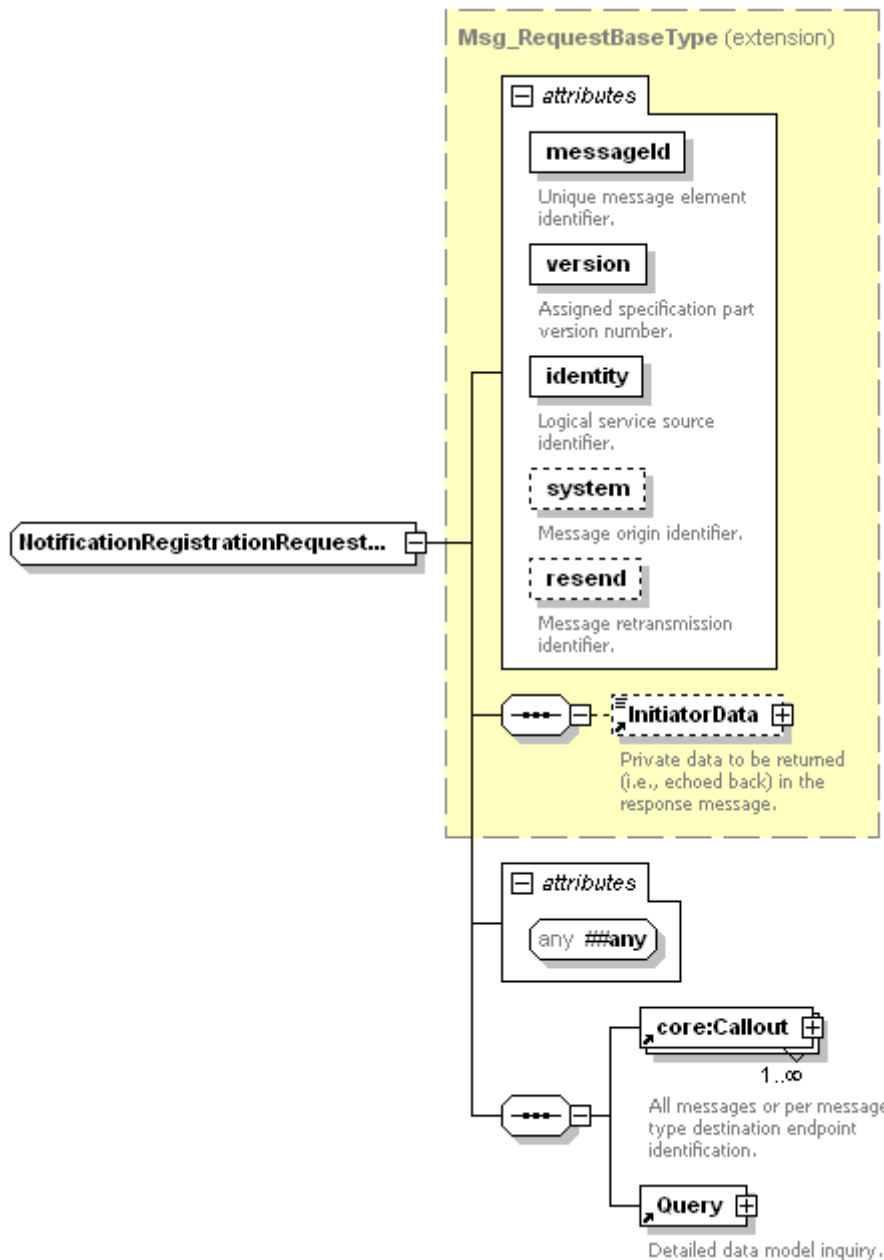 Msg_RequestBaseType (extension)
attributes
messageId
Unique message element
identifier.
version
Assigned specification part
version number.
identity
Logical service source
identifier.
system
Message origin identifier.
resend
Message retransmission
identifier.
NotificationRegistrationRequest...
InitiatorData
Private data to be returned
(i.e., echoed back) in the
response message.
attributes
any ##any
core:Callout
1..∞
All messages or per message
type destination endpoint
identification.
Query
Detailed data model inquiry.